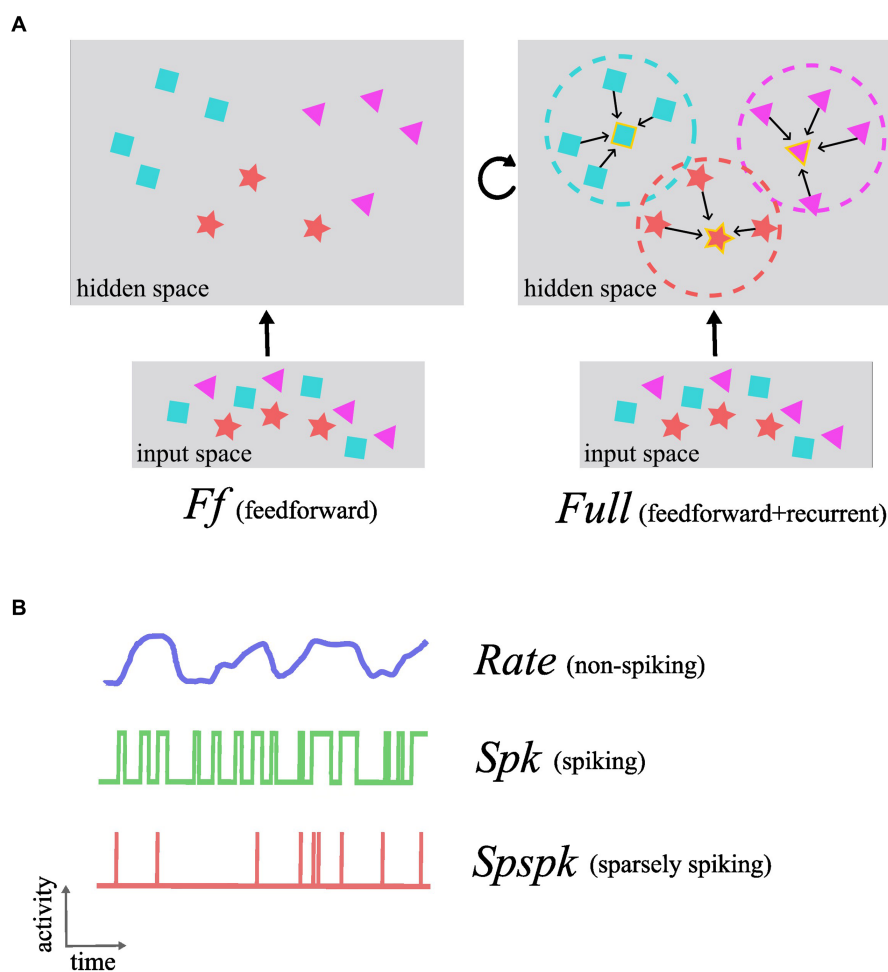 A
hidden space
hidden space
input space
input space
Ff (feedforward)
Full (feedforward+recurrent)
B
Rate (non-spiking)
Spk (spiking)
Spspk (sparsely spiking)
activity
time